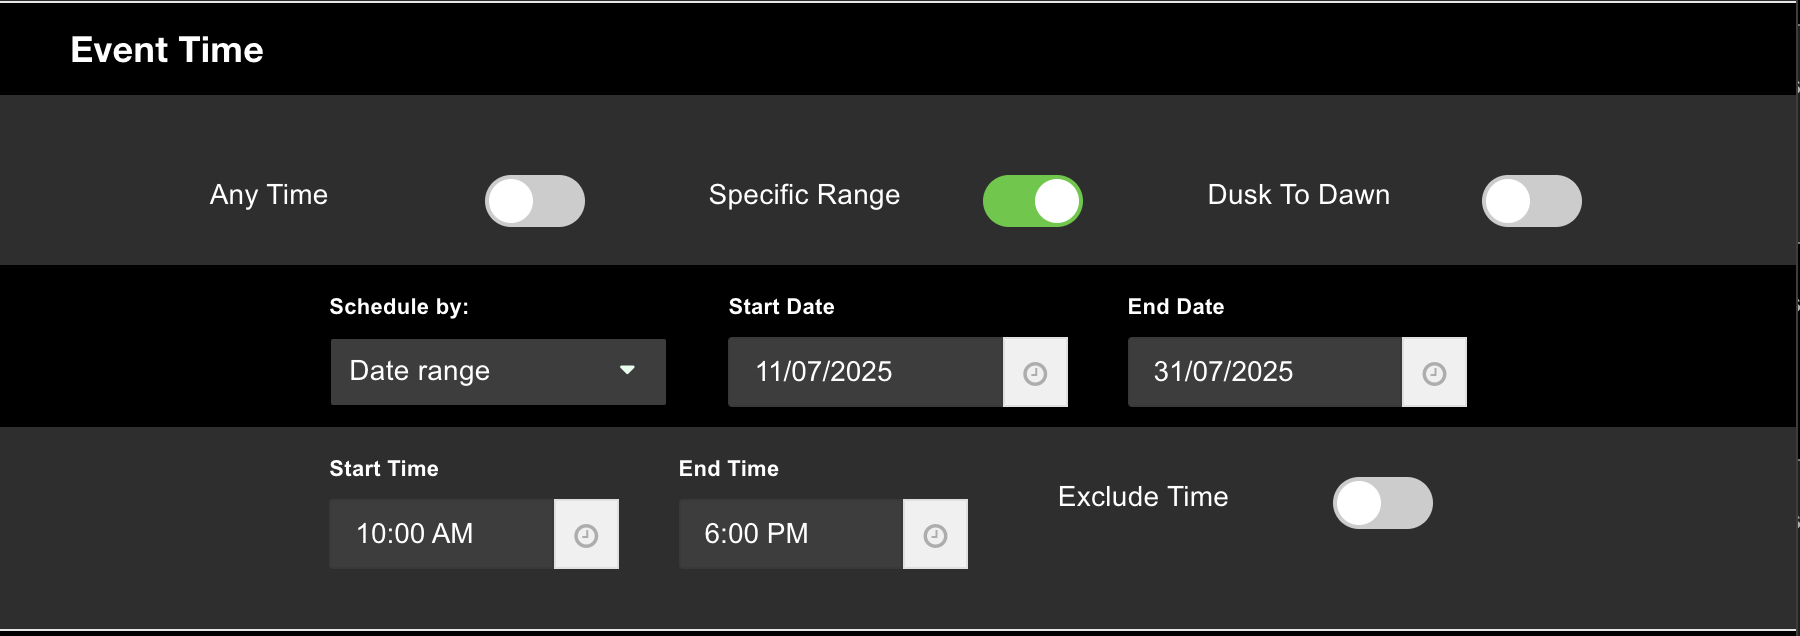 Event Time
Any Time Specific Range Dusk To Dawn
Schedule by: Start Date End Date
Date range 11/07/2025 31/07/2025
Start Time End Time
Exclude Time
10:00 AM 6:00 PM